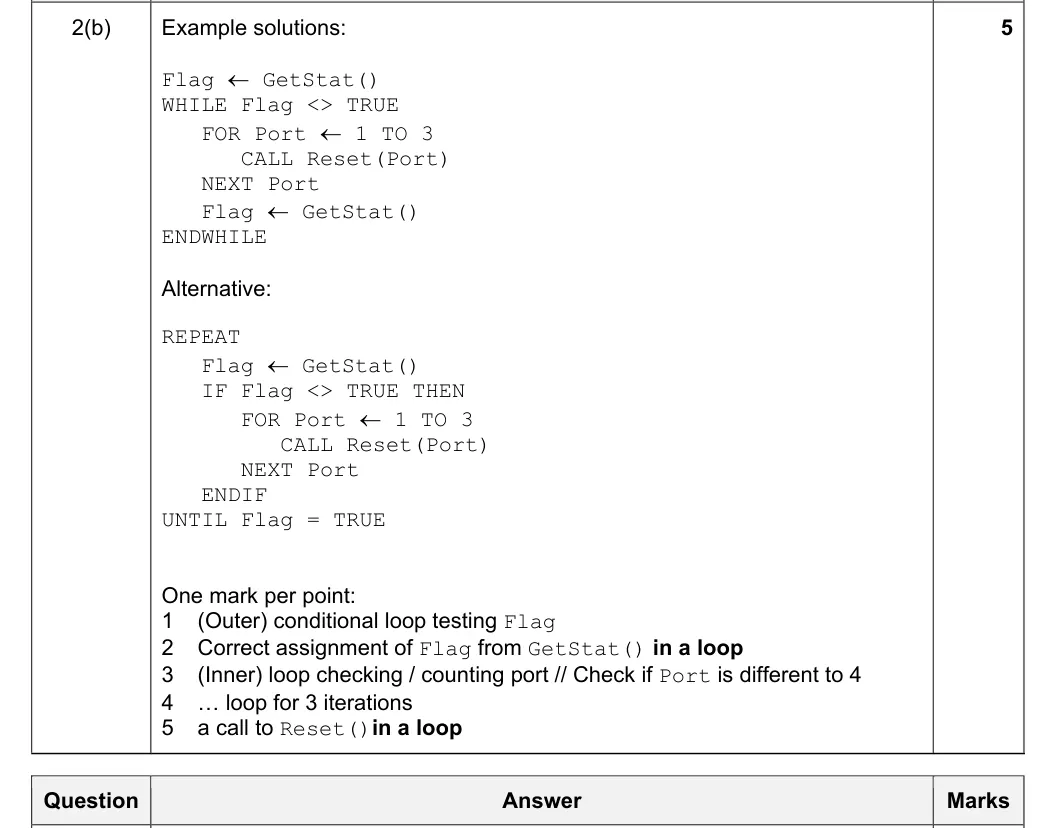 2(b) Example solutions: 5
Flag ← GetStat()
WHILE Flag <> TRUE
   FOR Port ← 1 TO 3
      CALL Reset(Port)
   NEXT Port
   Flag ← GetStat()
ENDWHILE
Alternative:
REPEAT
   Flag ← GetStat()
   IF Flag <> TRUE THEN
      FOR Port ← 1 TO 3
         CALL Reset(Port)
      NEXT Port
   ENDIF
UNTIL Flag = TRUE
One mark per point:
1 (Outer) conditional loop testing Flag
2 Correct assignment of Flag from GetStat() in a loop
3 (Inner) loop checking / counting port // Check if Port is different to 4
4 … loop for 3 iterations
5 a call to Reset() in a loop
Question Answer Marks